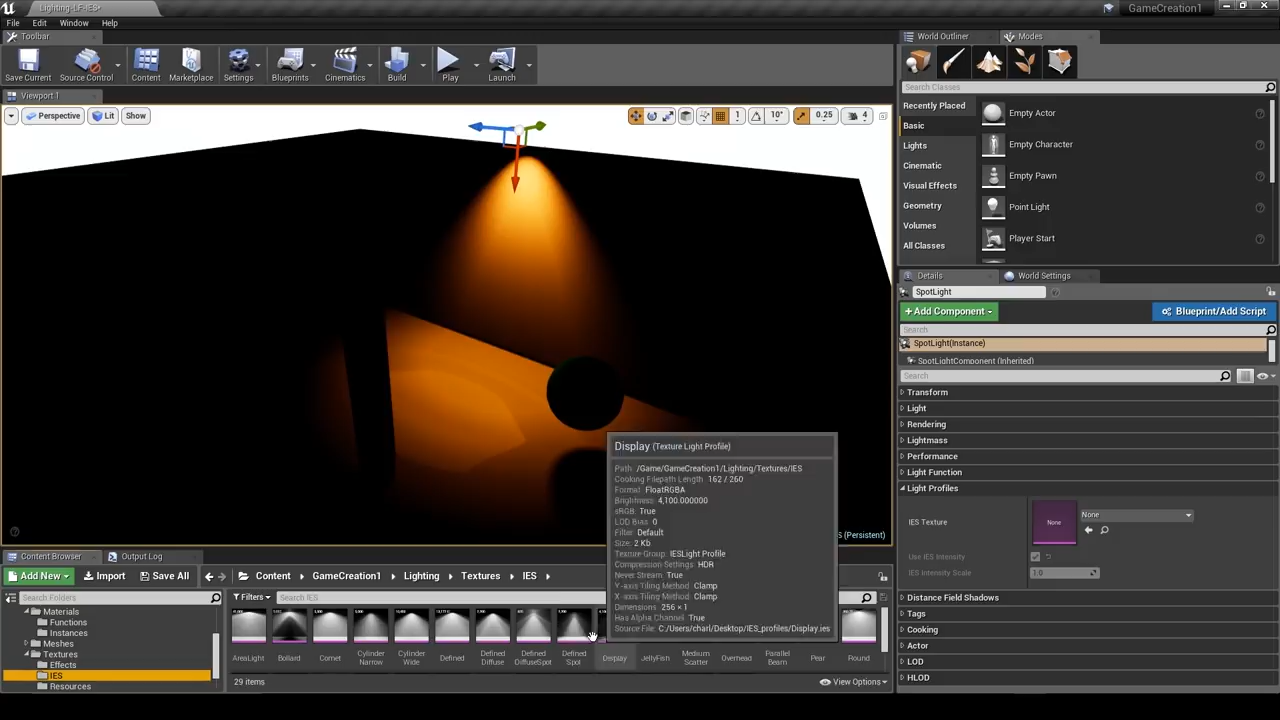 Lighting-LF-IES*
GameCreation1
File Edit Window Help
Toolbar
World Outliner Modes
Save Current Source Control Content Marketplace Settings Blueprints Cinematics Build Play Launch
Search Classes
Viewport 1
Perspective Lit Show
1 10° 0.25 4
Recently Placed
Basic
Lights
Cinematic
Visual Effects
Geometry
Volumes
All Classes
Empty Actor
Empty Character
Empty Pawn
Point Light
Player Start
Details World Settings
SpotLight
+Add Component
Blueprint/Add Script
Search
SpotLight(Instance)
SpotLightComponent (Inherited)
Search
Transform
Light
Rendering
Lightmass
Performance
Light Function
Light Profiles
IES Texture None None
Use IES Intensity
IES Intensity Scale 1.0
Distance Field Shadows
Tags
Cooking
Actor
LOD
HLOD
Display (Texture Light Profile)
Path: /Game/GameCreation1/Lighting/Textures/IES
Cooking Filepath Length: 162 / 260
Format: FloatRGBA
Brightness: 4,100.000000
sRGB: True
LOD Bias: 0
Filter: Default
Size: 2 Kb
Texture Group: IESLight Profile
Compression Settings: HDR
Never Stream: True
Y-axis Tiling Method: Clamp
X-axis Tiling Method: Clamp
Dimensions: 256 × 1
Has Alpha Channel: True
Source File: C:/Users/charl/Desktop/IES_profiles/Display.ies
S (Persistent)
Content Browser Output Log
Add New Import Save All Content GameCreation1 Lighting Textures IES
Search Folders
Filters Search IES
Materials
Functions
Instances
Meshes
Textures
Effects
IES
Resources
AreaLight
Bollard
Comet
Cylinder Narrow
Cylinder Wide
Defined
Defined Diffuse
Defined DiffuseSpot
Defined Spot
Display
JellyFish
Medium Scatter
Overhead
Parallel Beam
Pear
Round
29 items
View Options